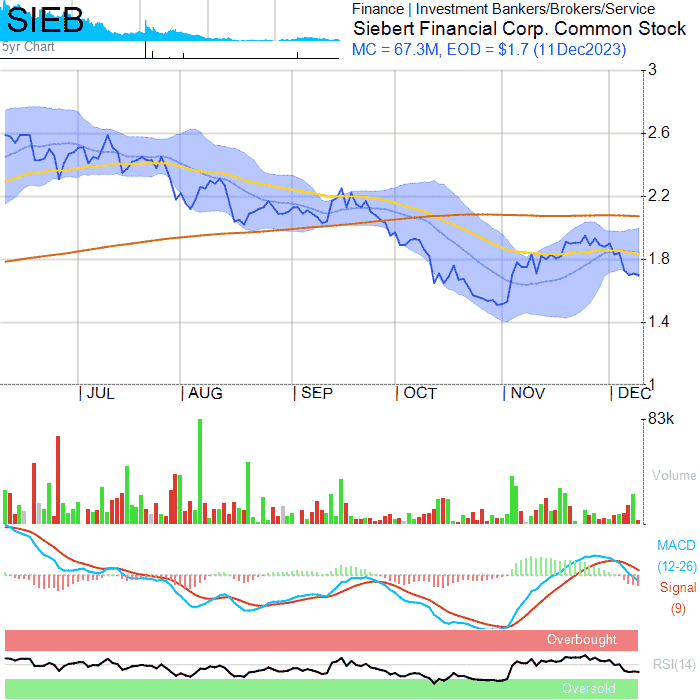 SIEB
5yr Chart
Finance | Investment Bankers/Brokers/Service
Siebert Financial Corp. Common Stock
MC = 67.3M, EOD = $1.7 (11Dec2023)
3
2.6
2.2
1.8
1.4
1
JUL AUG SEP OCT NOV DEC
83k
Volume
MACD
(12-26)
Signal
(9)
Overbought
RSI(14)
Oversold